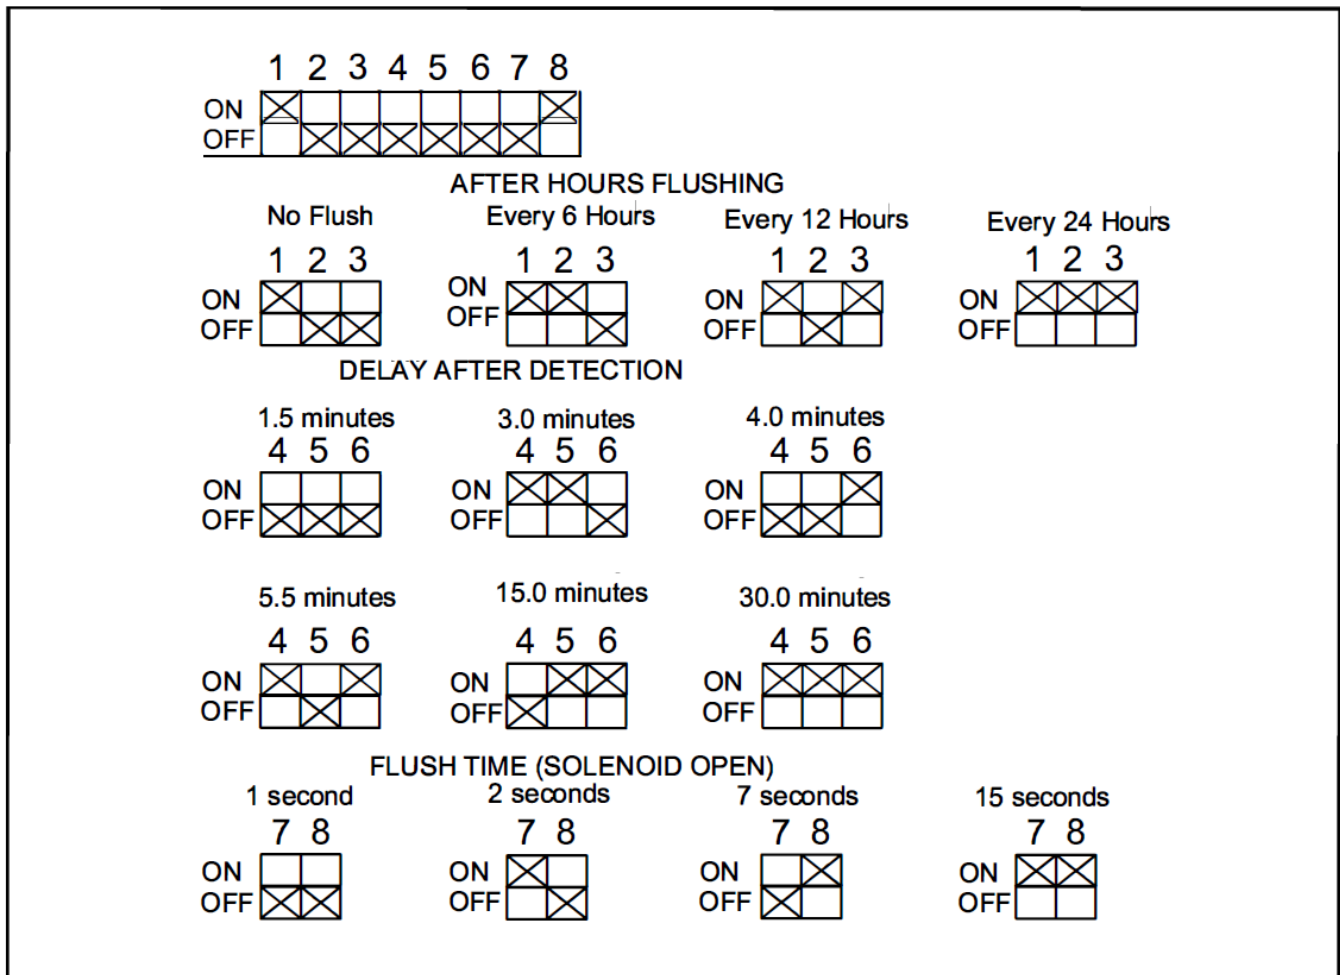 1 2 3 4 5 6 7 8
ON
OFF
AFTER HOURS FLUSHING
No Flush Every 6 Hours Every 12 Hours Every 24 Hours
1 2 3 1 2 3 1 2 3 1 2 3
ON ON ON ON
OFF OFF OFF OFF
DELAY AFTER DETECTION
1.5 minutes 3.0 minutes 4.0 minutes
4 5 6 4 5 6 4 5 6
ON ON ON
OFF OFF OFF
5.5 minutes 15.0 minutes 30.0 minutes
4 5 6 4 5 6 4 5 6
ON ON ON
OFF OFF OFF
FLUSH TIME (SOLENOID OPEN)
1 second 2 seconds 7 seconds 15 seconds
7 8 7 8 7 8 7 8
ON ON ON ON
OFF OFF OFF OFF